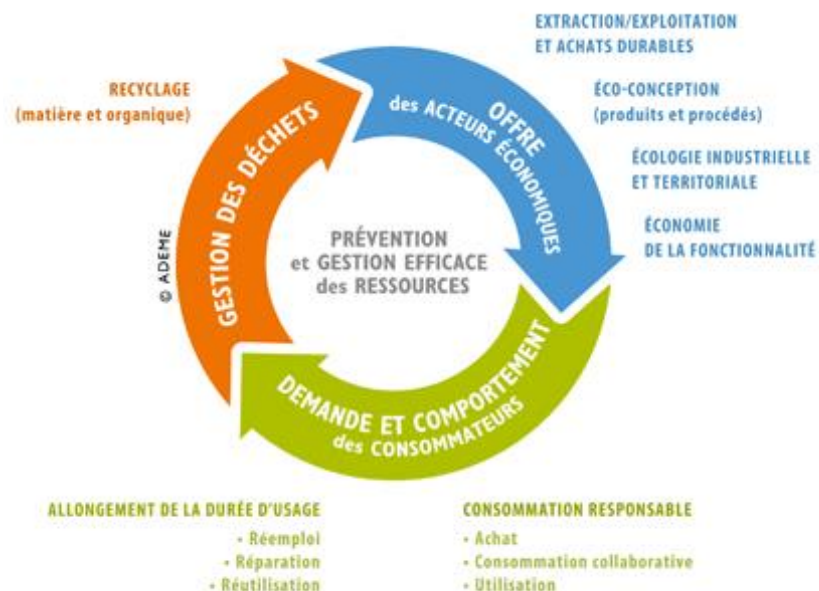 EXTRACTION/EXPLOITATION
ET ACHATS DURABLES
RECYCLAGE
(matière et organique)
ÉCO-CONCEPTION
(produits et procédés)
ÉCOLOGIE INDUSTRIELLE
ET TERRITORIALE
ÉCONOMIE
DE LA FONCTIONNALITÉ
OFFRE
des ACTEURS ÉCONOMIQUES
GESTION DES DÉCHETS
PRÉVENTION
et GESTION EFFICACE
des RESSOURCES
© ADEME
DEMANDE ET COMPORTEMENT
des CONSOMMATEURS
ALLONGEMENT DE LA DURÉE D'USAGE
• Réemploi
• Réparation
• Réutilisation
CONSOMMATION RESPONSABLE
• Achat
• Consommation collaborative
• Utilisation